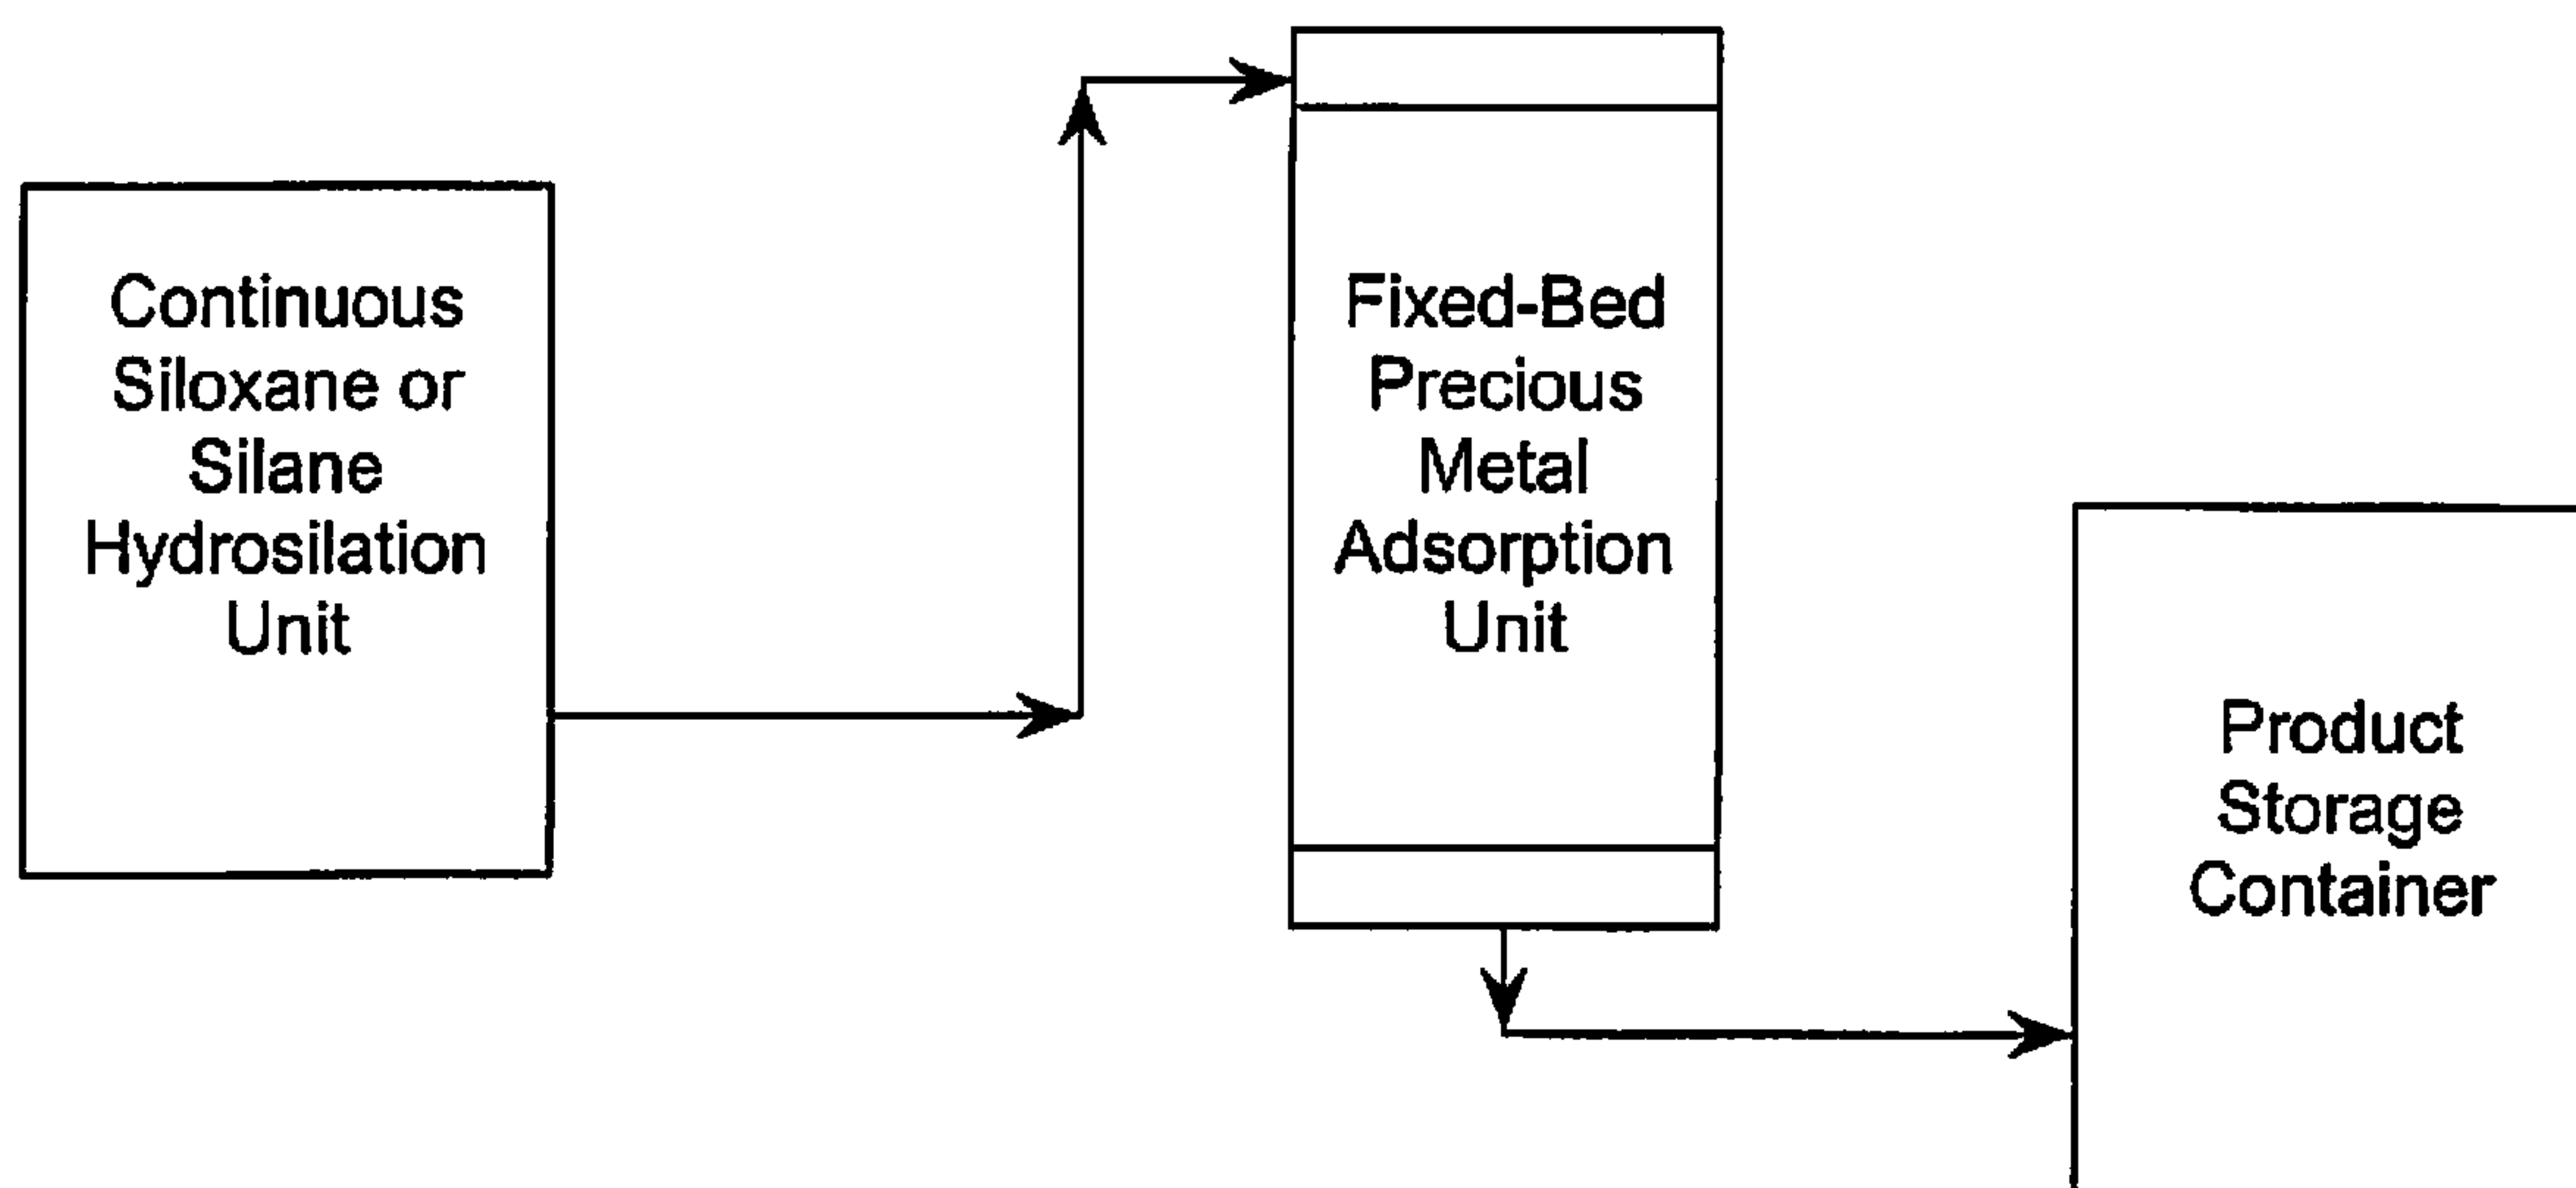 Continuous
Siloxane or
Silane
Hydrosilation
Unit
Fixed-Bed
Precious
Metal
Adsorption
Unit
Product
Storage
Container